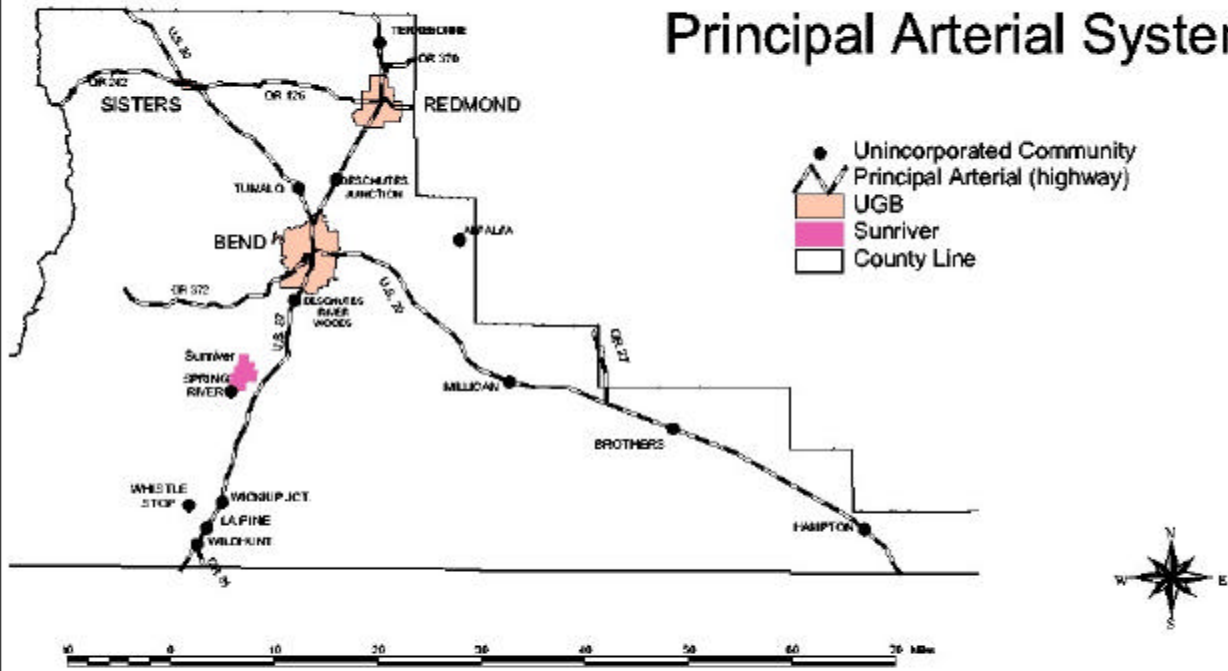 Principal Arterial System
TERREBONNE
U.S. 20
OR 370
OR 242
OR 126
SISTERS
REDMOND
Unincorporated Community
Principal Arterial (highway)
UGB
Sunriver
County Line
TUMALO
DESCHUTES
JUNCTION
BEND
ALFALFA
OR 372
U.S. 20
DESCHUTES
RIVER
WOODS
U.S. 97
OR 27
Sunriver
SPRING
RIVER
MILLICAN
BROTHERS
WHISTLE
STOP
WICKIUP JCT.
LA PINE
WILDHUNT
HAMPTON
N
W
E
S
10 0 10 20 30 40 50 60 70 Miles